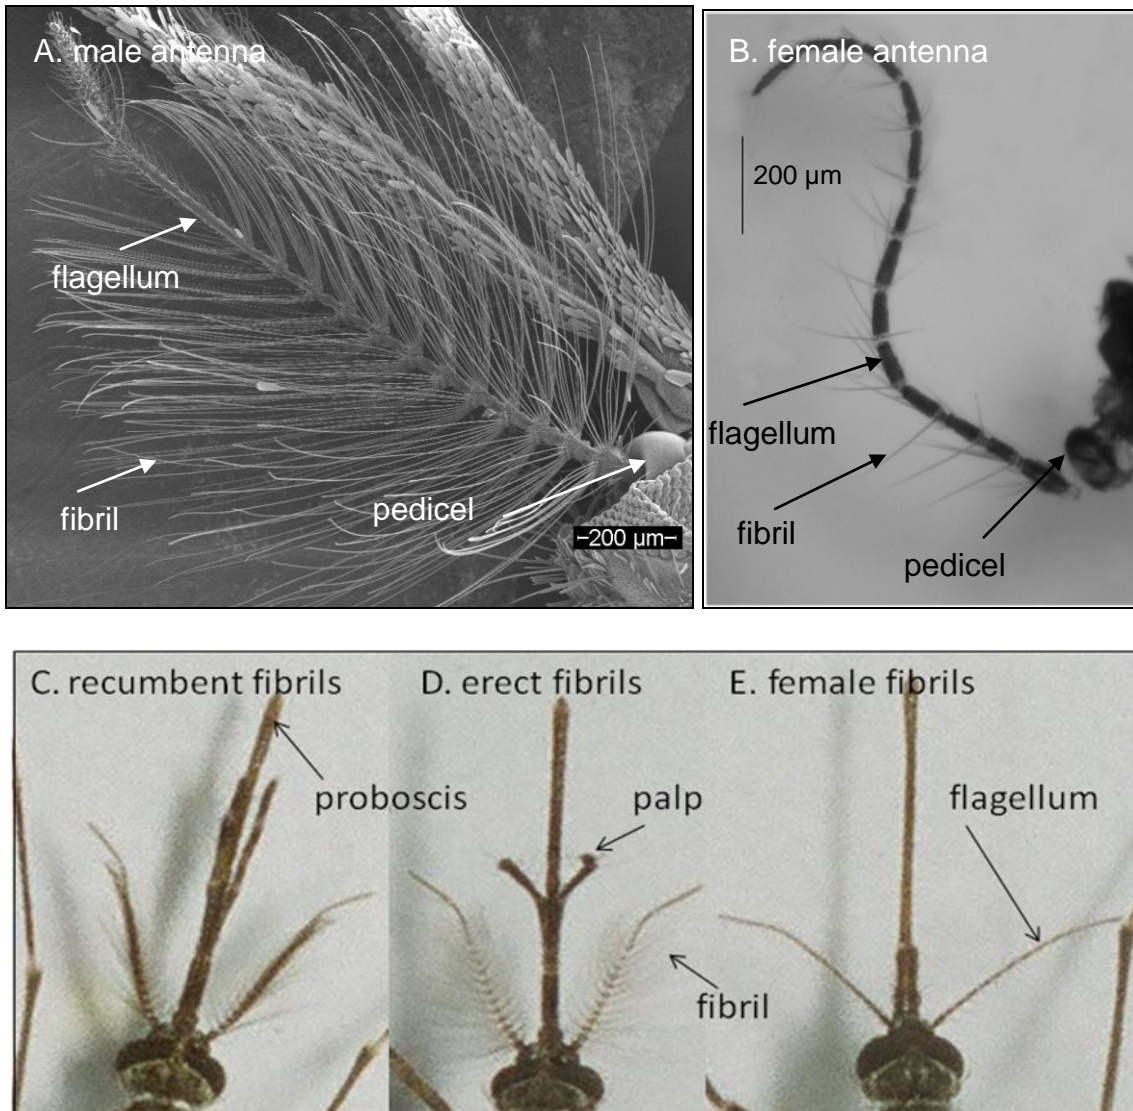 A. male antenna
flagellum
fibril
pedicel
200 µm
B. female antenna
200 µm
flagellum
fibril
pedicel
C. recumbent fibrils
proboscis
D. erect fibrils
palp
fibril
E. female fibrils
flagellum